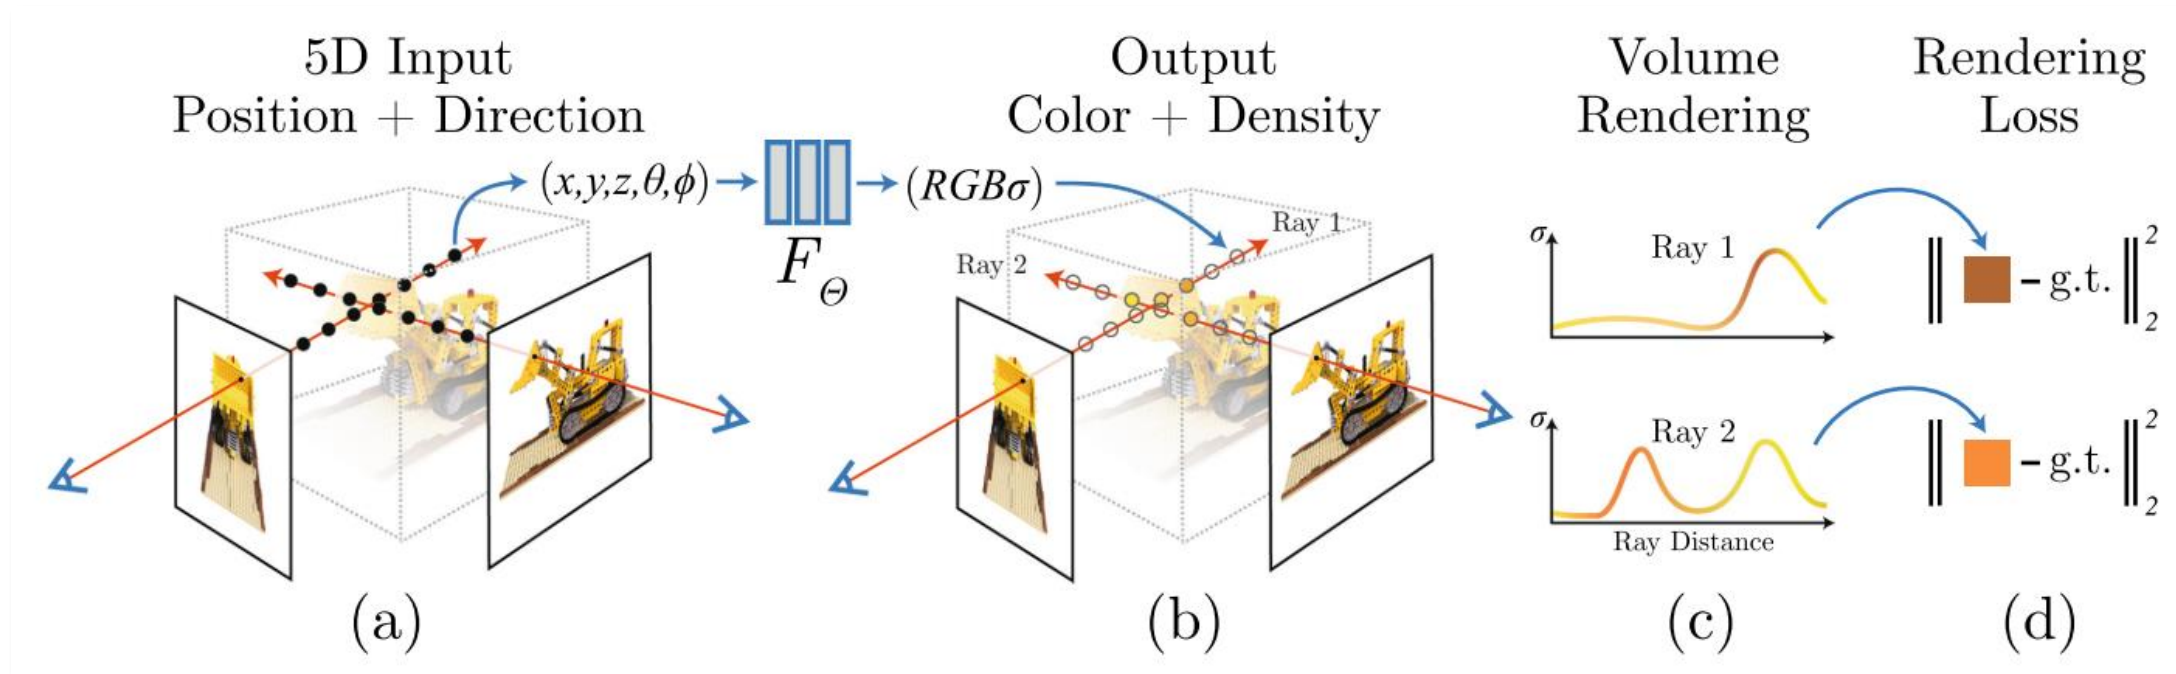 5D Input
Position + Direction
Output
Color + Density
Volume
Rendering
Rendering
Loss
(x,y,z,θ,ϕ)
F_Θ
(RGBσ)
Ray 1
Ray 2
σ
Ray 1
‖ - g.t. ‖²₂
σ
Ray 2
Ray Distance
‖ - g.t. ‖²₂
(a)
(b)
(c)
(d)